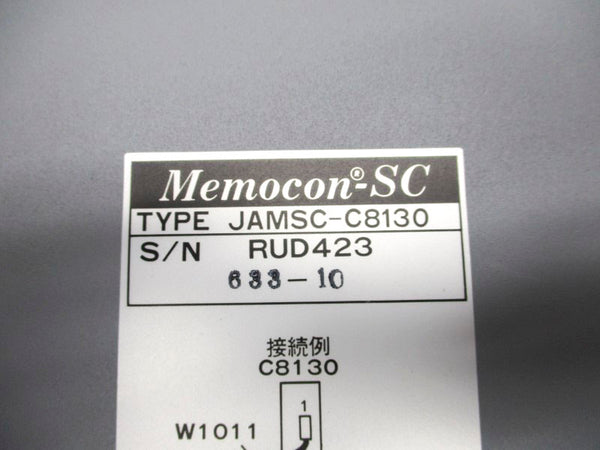 Memocon®-SC
TYPE JAMSC-C8130
S/N RUD423
633-10
接続例
C8130
1
W1011